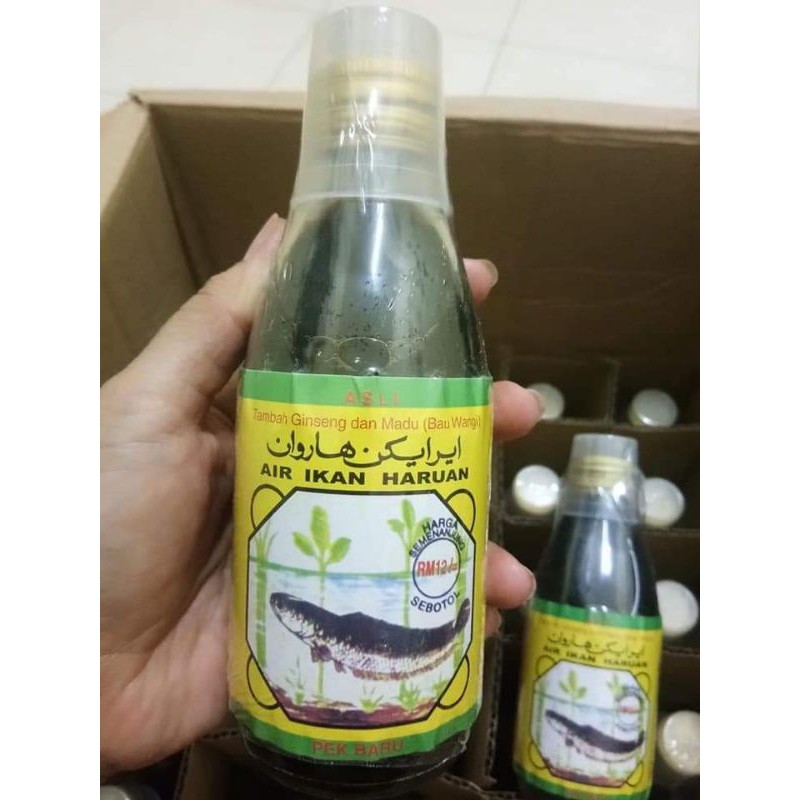 ASLI
Tambah Ginseng dan Madu (Bau Wangi)
ايرايكن هاروان
AIR IKAN HARUAN
HARGA
SEMENANJUNG
RM12
SEBOTOL
PEK BARU
ايرايكن هاروان
AIR IKAN HARUAN